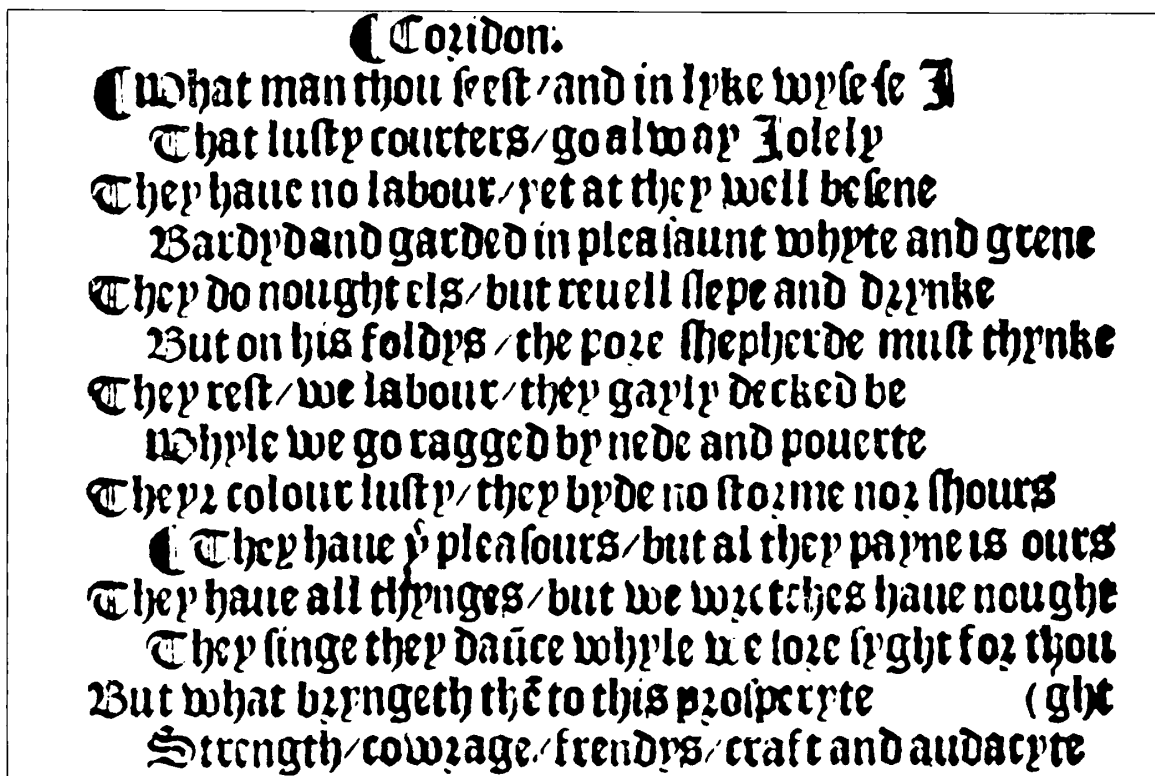 ¶ Coridon.
¶ What man thou seest/and in lyke wyse se I
That lusty courters/go alway Jolely
They haue no labour/yet at they well besene
Bardyd and garded in pleasaunt whyte and grene
They do nought els/but reuell slepe and drynke
But on his foldys/the pore shepherde must thynke
They rest/we labour/they gayly decked be
Whyle we go ragged by nede and pouerte
Theyr colour lusty/they byde no storme nor shours
¶ They haue yͤ pleasours/but al they payne is ours
They haue all thynges/but we wretches haue nought
They singe they daūce whyle we sore syght for thou
But what bryngeth thē to this prosperyte (ght
Strength/cowrage/frendys/craft and audacyte